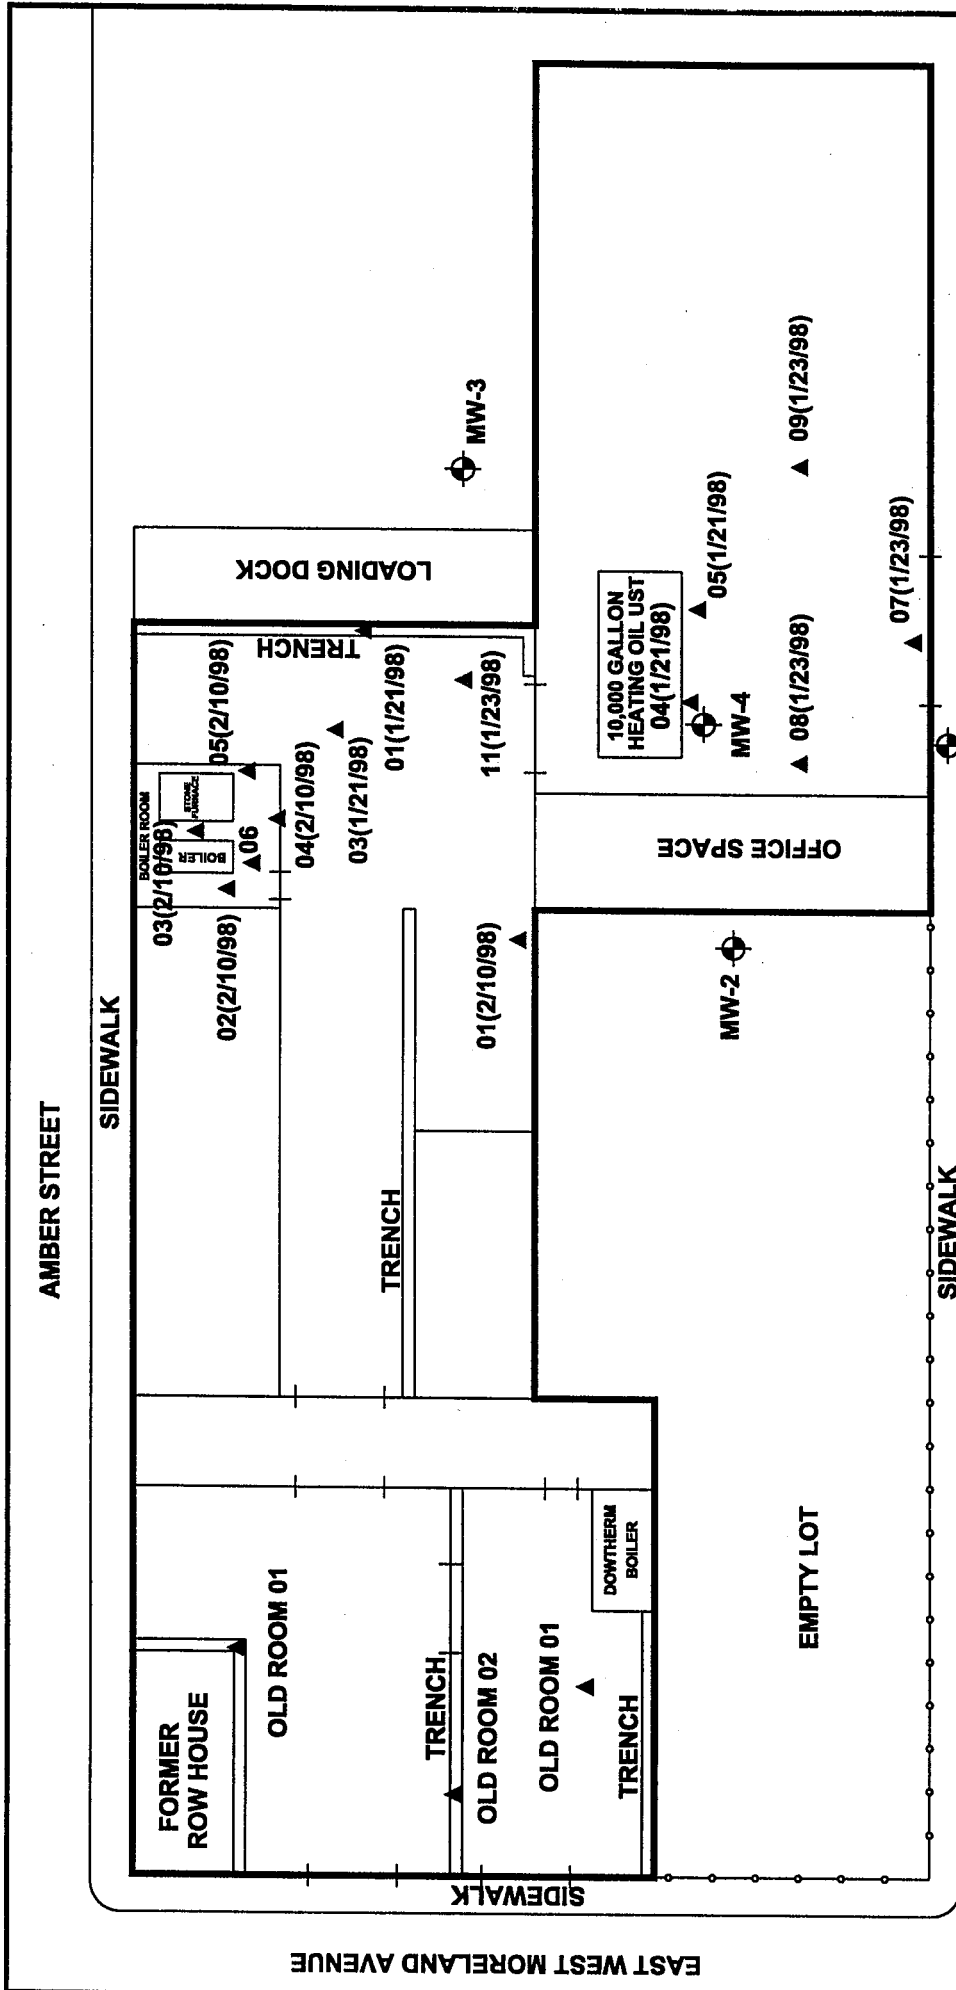 AMBER STREET
SIDEWALK
BOILER ROOM
STONE
FURNACE
BOILER
03(2/10/98)
06
05(2/10/98)
02(2/10/98)
04(2/10/98)
03(1/21/98)
TRENCH
01(1/21/98)
11(1/23/98)
LOADING DOCK
MW-3
01(2/10/98)
TRENCH
FORMER
ROW HOUSE
OLD ROOM 01
TRENCH
OLD ROOM 02
OLD ROOM 01
TRENCH
DOWTHERM
BOILER
10,000 GALLON
HEATING OIL UST
04(1/21/98)
05(1/21/98)
MW-4
08(1/23/98)
09(1/23/98)
07(1/23/98)
OFFICE SPACE
MW-2
EMPTY LOT
SIDEWALK
SIDEWALK
EAST WEST MORELAND AVENUE